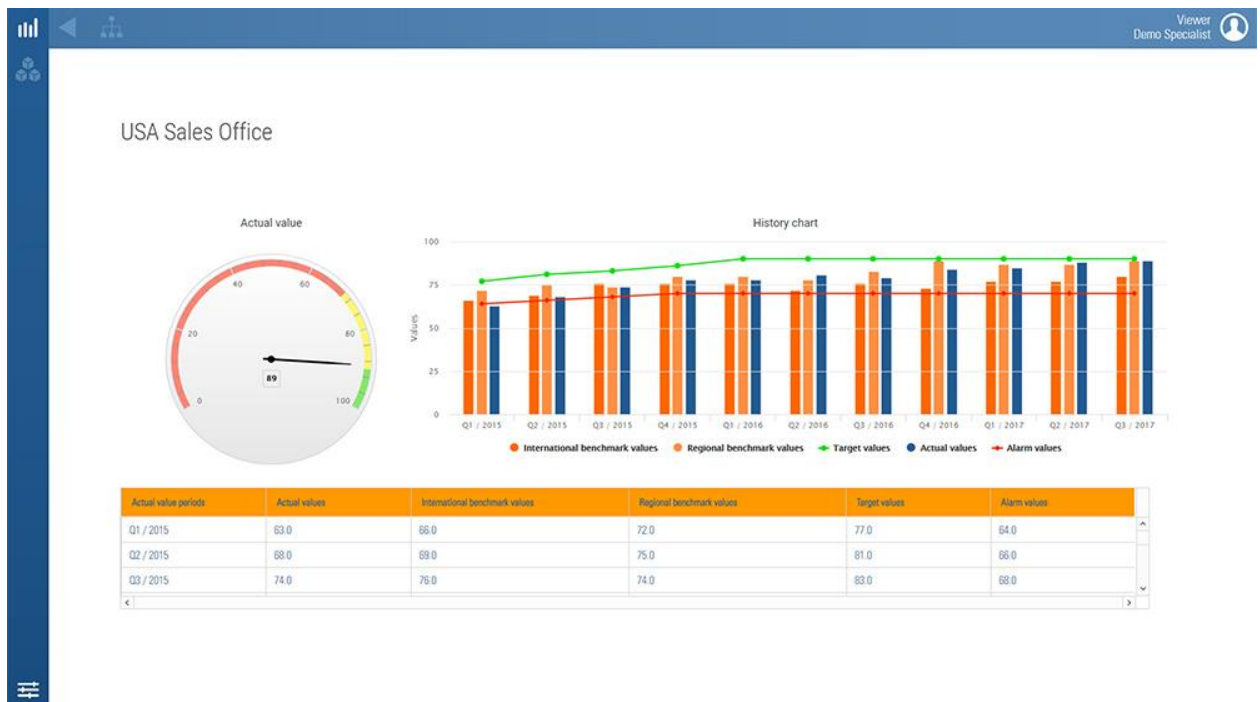 Viewer
Demo Specialist
USA Sales Office
Actual value
0
20
40
60
80
100
89
History chart
Values
100
75
50
25
0
Q1 / 2015 Q2 / 2015 Q3 / 2015 Q4 / 2015 Q1 / 2016 Q2 / 2016 Q3 / 2016 Q4 / 2016 Q1 / 2017 Q2 / 2017 Q3 / 2017
International benchmark values Regional benchmark values Target values Actual values Alarm values
Actual value periods Actual values International benchmark values Regional benchmark values Target values Alarm values
Q1 / 2015 63.0 66.0 72.0 77.0 64.0
Q2 / 2015 68.0 69.0 75.0 81.0 66.0
Q3 / 2015 74.0 76.0 74.0 83.0 68.0